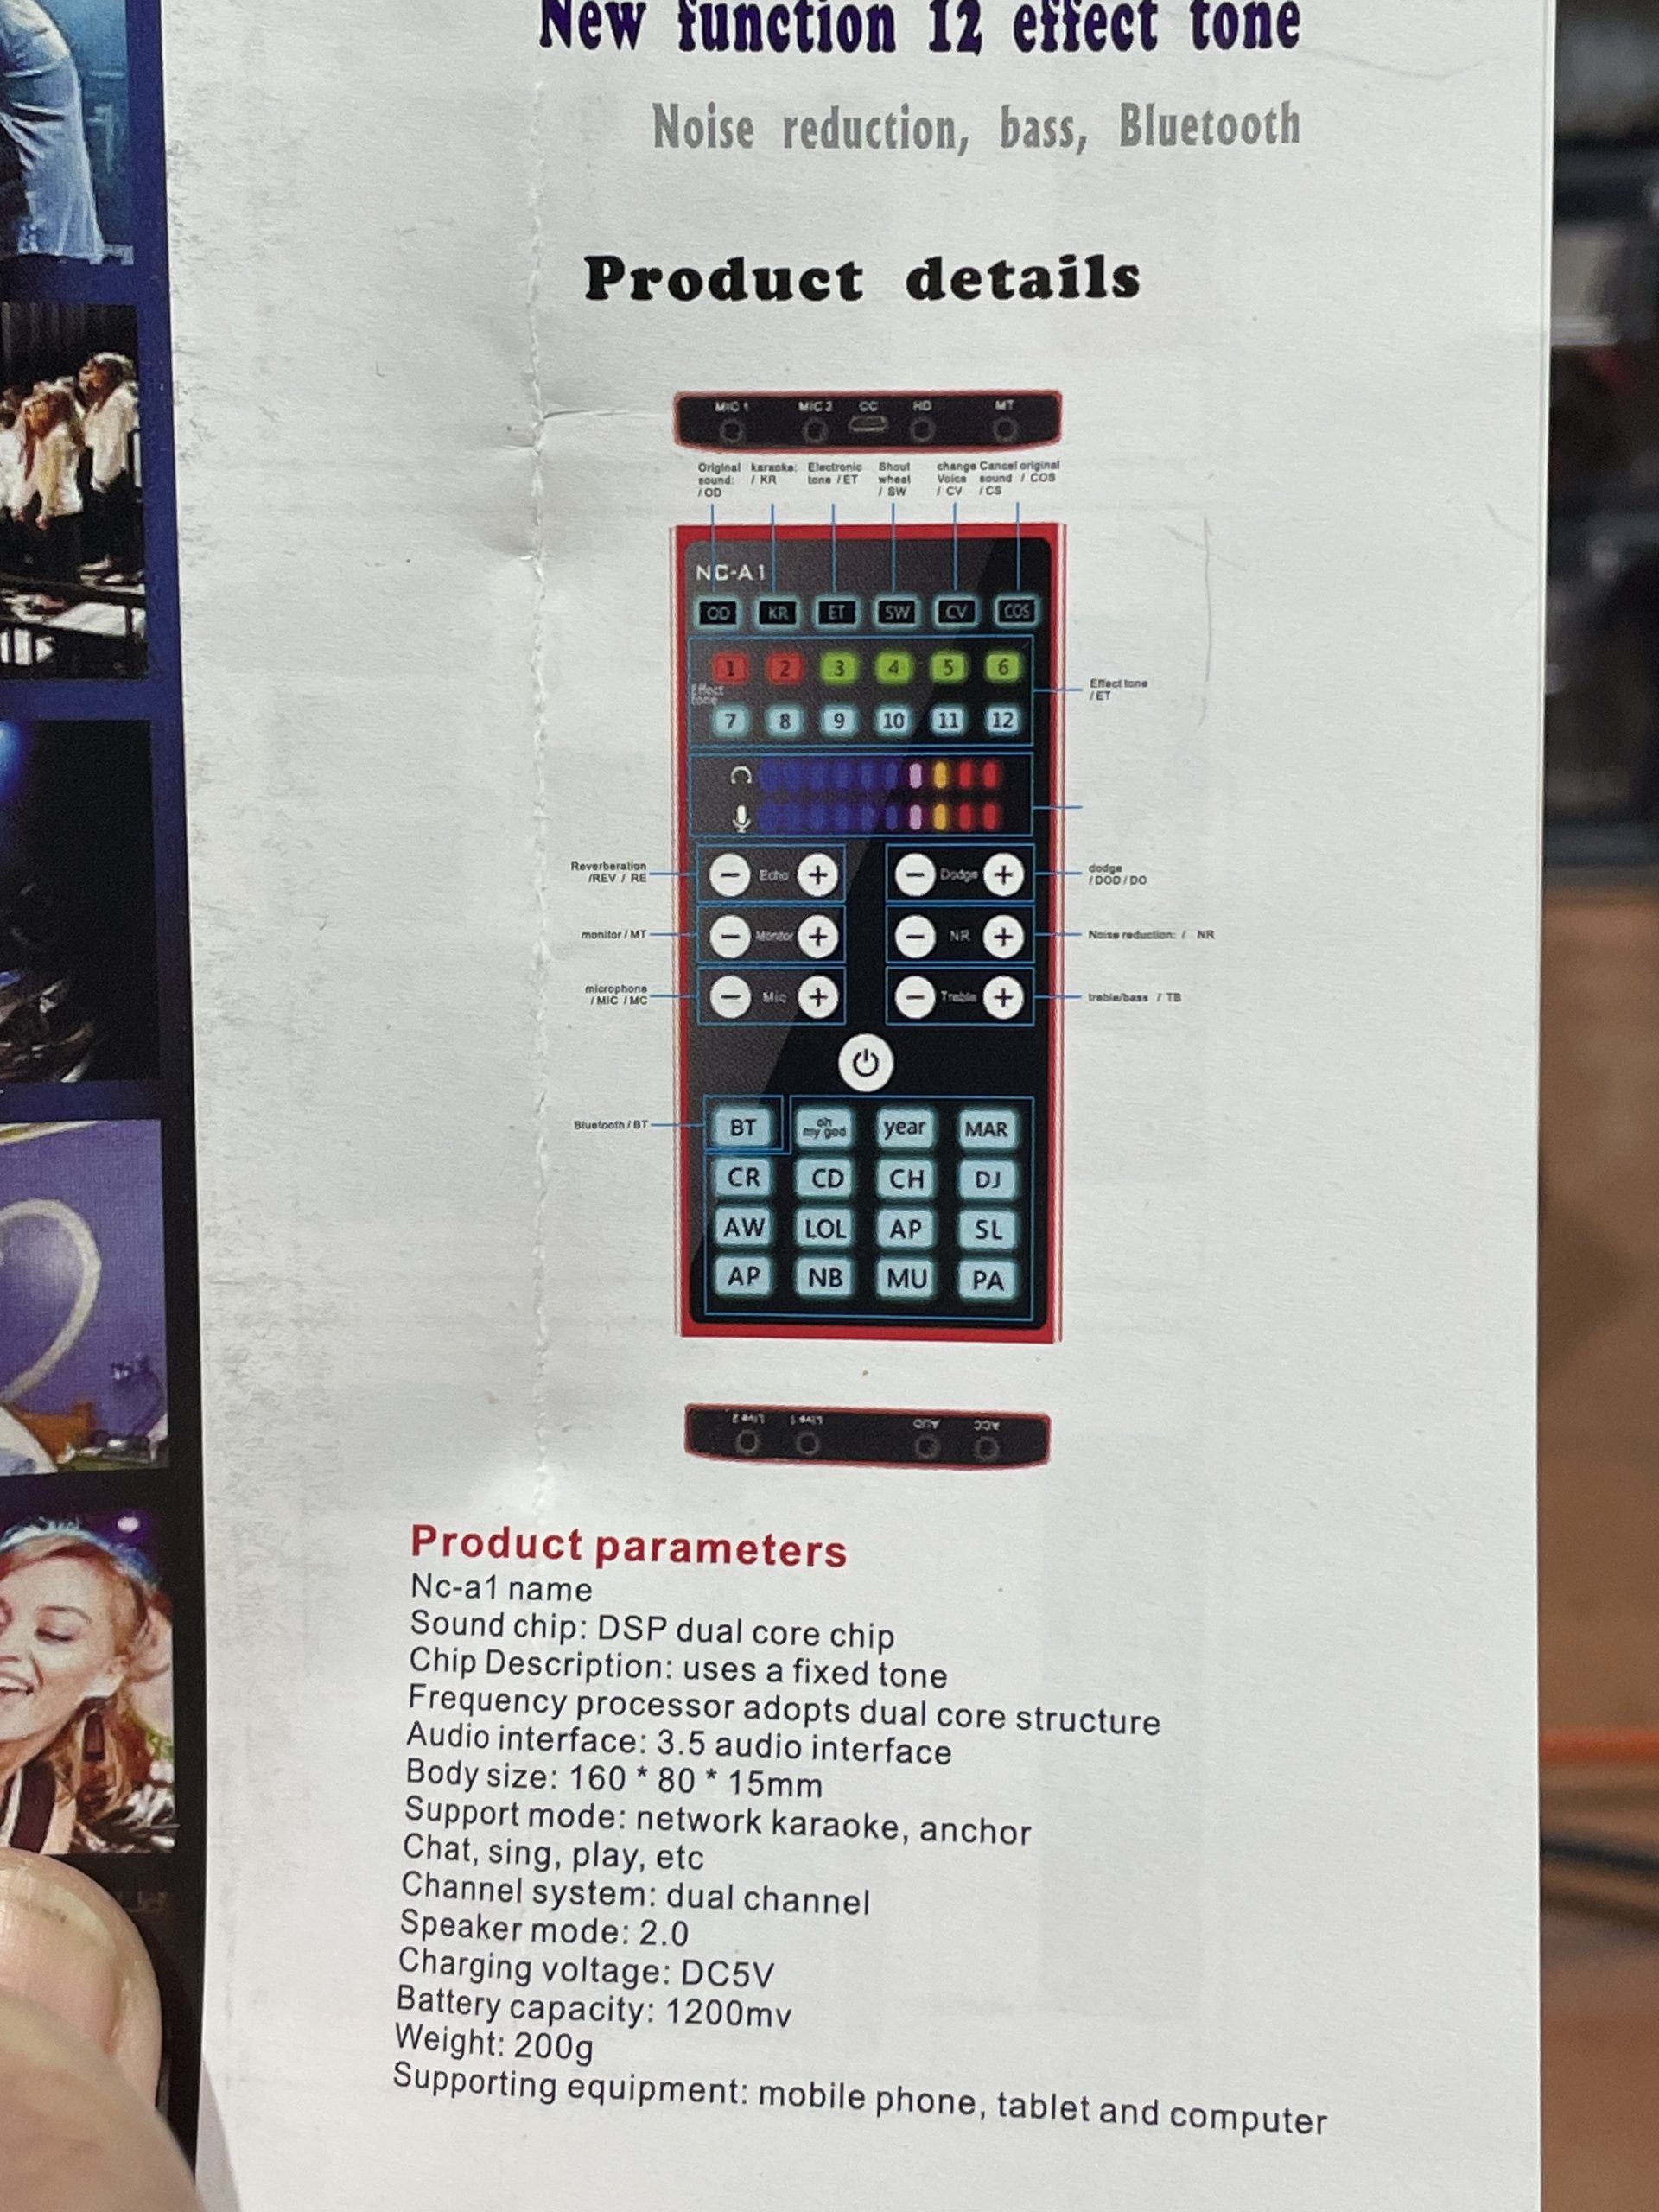 New function 12 effect tone
Noise reduction, bass, Bluetooth
Product details
MIC 1 MIC 2 CC HD MT
Original sound: / OD
karaoke: / KR
Electronic tone / ET
Shout wheat / SW
change Voice / CV
Cancel original sound / COS / CS
NC-A1
OD KR ET SW CV COS
1 2 3 4 5 6
Effect tone
7 8 9 10 11 12
Effect tone / ET
Reverberation /REV / RE
− Echo +
− Dodge +
dodge / DOD / DO
monitor / MT
− Monitor +
− NR +
Noise reduction: / NR
microphone / MIC / MC
− Mic +
− Treble +
treble/bass / TB
Bluetooth / BT
BT oh my god year MAR
CR CD CH DJ
AW LOL AP SL
AP NB MU PA
Live 2 Live 1 AUD ACC
Product parameters
Nc-a1 name
Sound chip: DSP dual core chip
Chip Description: uses a fixed tone
Frequency processor adopts dual core structure
Audio interface: 3.5 audio interface
Body size: 160 * 80 * 15mm
Support mode: network karaoke, anchor
Chat, sing, play, etc
Channel system: dual channel
Speaker mode: 2.0
Charging voltage: DC5V
Battery capacity: 1200mv
Weight: 200g
Supporting equipment: mobile phone, tablet and computer